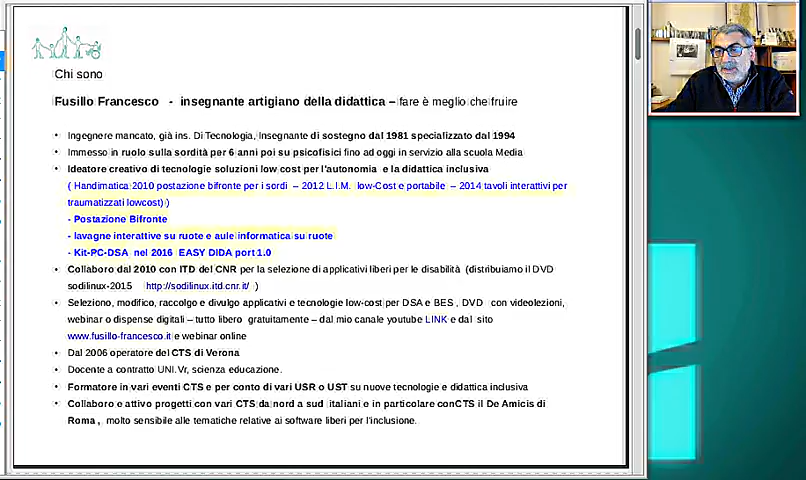 Chi sono
Fusillo Francesco - insegnante artigiano della didattica – fare è meglio che fruire
• Ingegnere mancato, già ins. Di Tecnologia, Insegnante di sostegno dal 1981 specializzato dal 1994
• Immesso in ruolo sulla sordità per 6 anni poi su psicofisici fino ad oggi in servizio alla scuola Media
• Ideatore creativo di tecnologie soluzioni low cost per l'autonomia e la didattica inclusiva
( Handimatica 2010 postazione bifronte per i sordi – 2012 L.I.M. low-Cost e portabile – 2014 tavoli interattivi per
traumatizzati lowcost) )
- Postazione Bifronte
- lavagne interattive su ruote e aule informatica su ruote
- Kit-PC-DSA nel 2016 EASY DIDA port 1.0
• Collaboro dal 2010 con ITD del CNR per la selezione di applicativi liberi per le disabilità (distribuiamo il DVD
sodilinux-2015 http://sodilinux.itd.cnr.it/ )
• Seleziono, modifico, raccolgo e divulgo applicativi e tecnologie low-cost per DSA e BES , DVD con videolezioni,
webinar o dispense digitali – tutto libero gratuitamente – dal mio canale youtube LINK e dal sito
www.fusillo-francesco.it e webinar online
• Dal 2006 operatore del CTS di Verona
• Docente a contratto UNI.Vr, scienza educazione.
• Formatore in vari eventi CTS e per conto di vari USR o UST su nuove tecnologie e didattica inclusiva
• Collaboro e attivo progetti con vari CTS da nord a sud italiani e in particolare conCTS il De Amicis di
Roma , molto sensibile alle tematiche relative ai software liberi per l'inclusione.